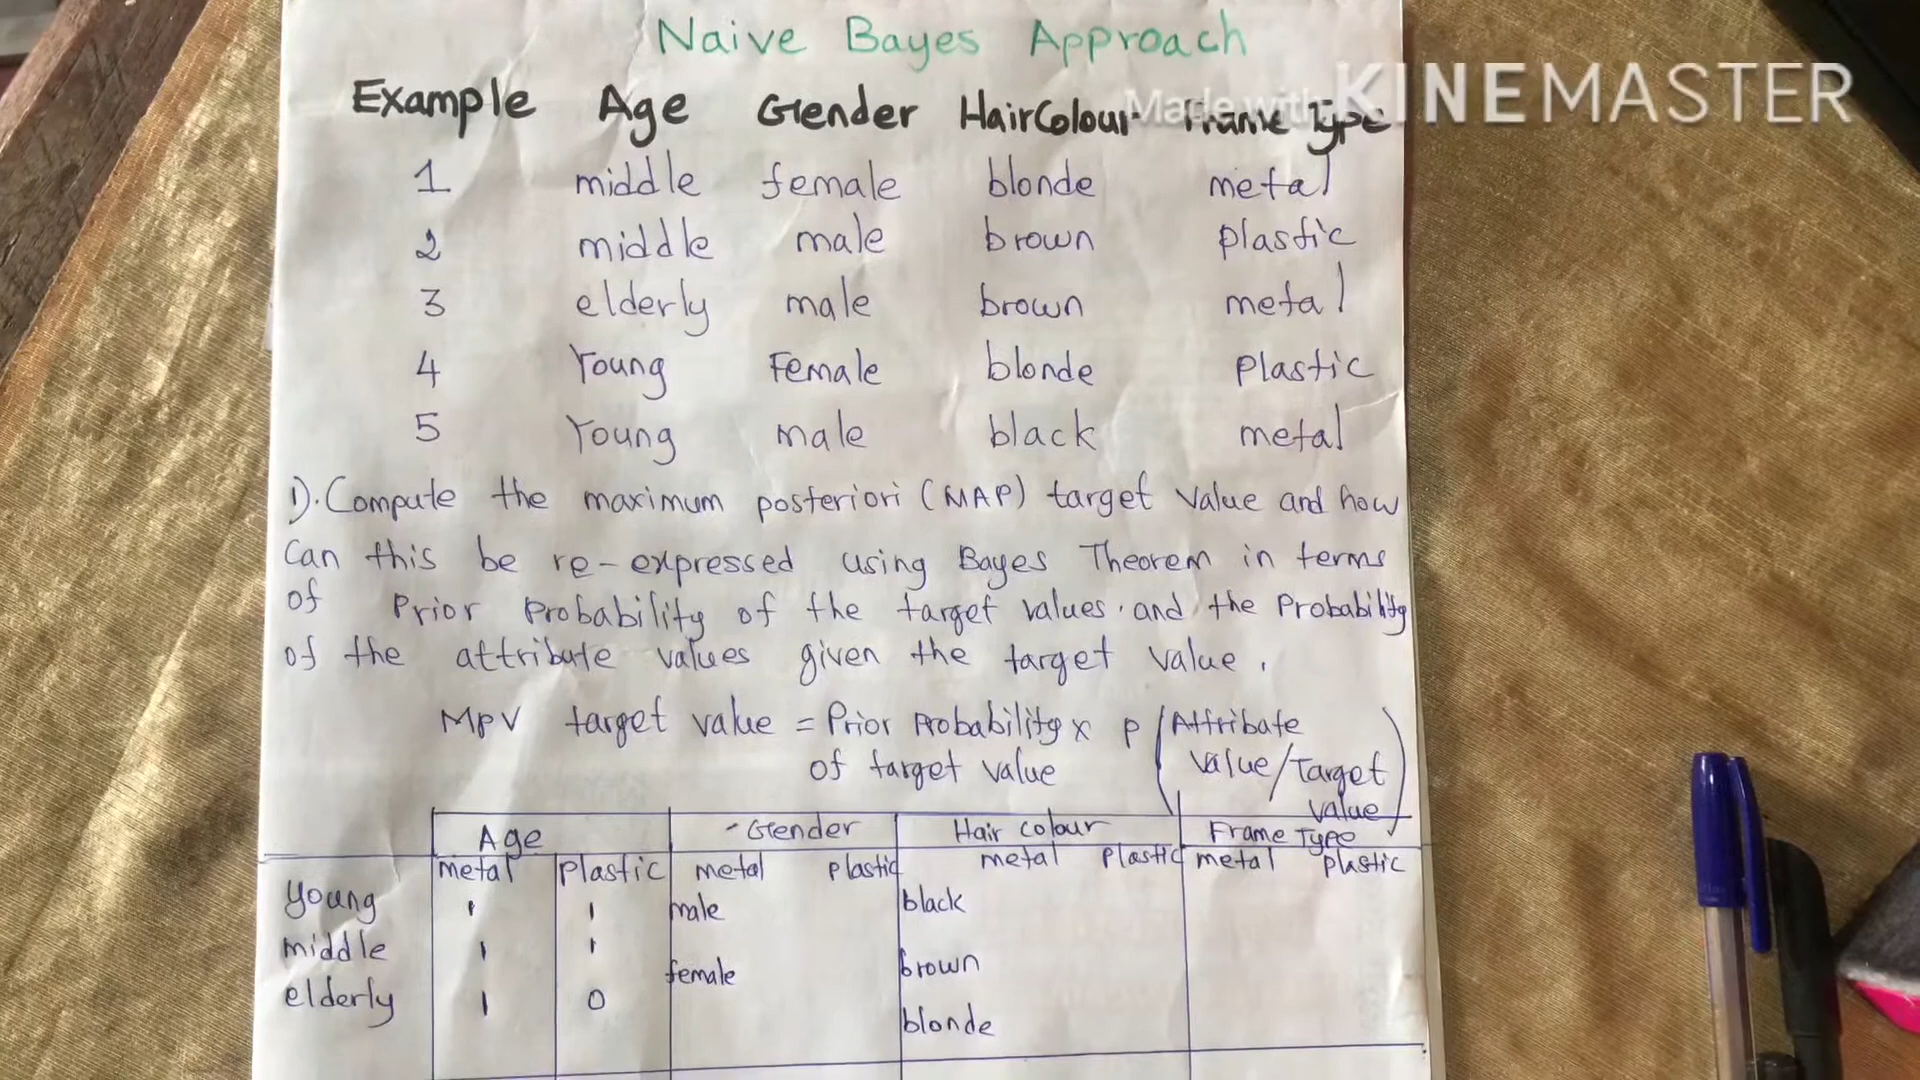 Naive Bayes Approach
Made with KINEMASTER
Example Age Gender HairColour Frame Type
1 middle female blonde metal
2 middle male brown plastic
3 elderly male brown metal
4 Young Female blonde Plastic
5 Young male black metal
1). Compute the maximum posteriori (MAP) target value and how
can this be re-expressed using Bayes Theorem in terms
of Prior Probability of the target values. and the Probability
of the attribute values given the target value.
MPV target value = Prior Probability x P (Attribute
of target value value/Target
value)
Age Gender Hair colour Frame Type
metal plastic metal plastic metal plastic metal plastic
young 1 1 male black
middle 1 1
female brown
elderly 1 0
blonde